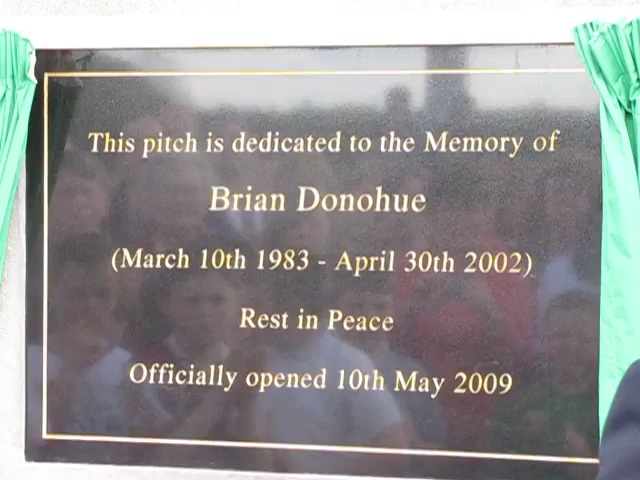 This pitch is dedicated to the Memory of
Brian Donohue
(March 10th 1983 - April 30th 2002)
Rest in Peace
Officially opened 10th May 2009